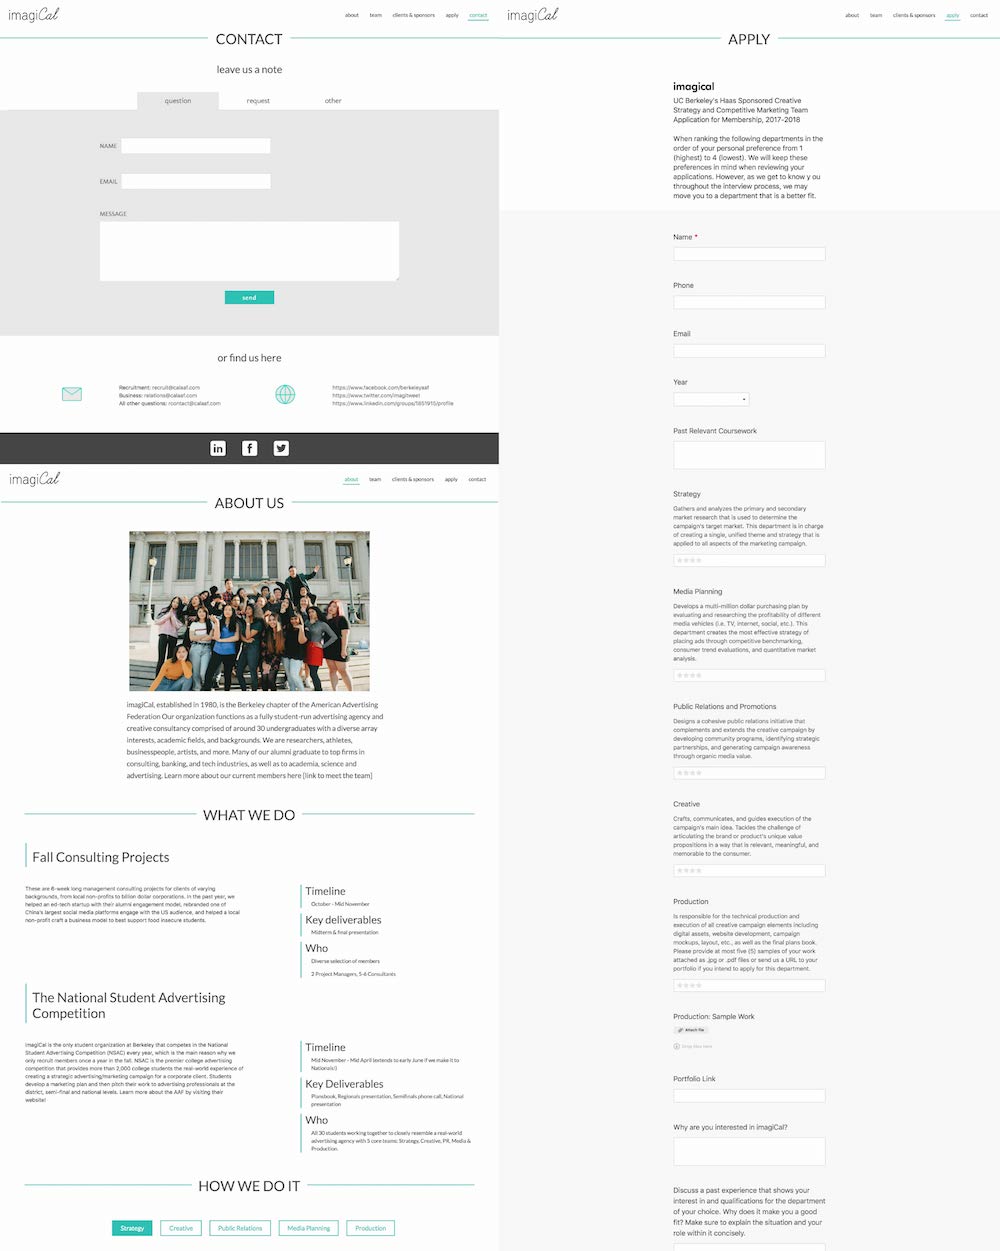 imagiCal
about team clients & sponsors apply contact
CONTACT
leave us a note
question request other
NAME
EMAIL
MESSAGE
send
or find us here
Recruitment: recruit@calaaf.com
Business: relations@calaaf.com
All other questions: rcontact@calaaf.com
https://www.facebook.com/berkeleyaaf
https://www.twitter.com/imagitweet
https://www.linkedin.com/groups/1851915/profile
in f
imagiCal
about team clients & sponsors apply contact
ABOUT US
imagiCal, established in 1980, is the Berkeley chapter of the American Advertising
Federation Our organization functions as a fully student-run advertising agency and
creative consultancy comprised of around 30 undergraduates with a diverse array
interests, academic fields, and backgrounds. We are researchers, athletes,
businesspeople, artists, and more. Many of our alumni graduate to top firms in
consulting, banking, and tech industries, as well as to academia, science and
advertising. Learn more about our current members here [link to meet the team]
WHAT WE DO
Fall Consulting Projects
These are 6-week long management consulting projects for clients of varying
backgrounds, from local non-profits to billion dollar corporations. In the past year, we
helped an ed-tech startup with their alumni engagement model, rebranded one of
China's largest social media platforms engage with the US audience, and helped a local
non-profit craft a business model to best support food insecure students.
Timeline
October - Mid November
Key deliverables
Midterm & final presentation
Who
Diverse selection of members
2 Project Managers, 5-6 Consultants
The National Student Advertising
Competition
ImagiCal is the only student organization at Berkeley that competes in the National
Student Advertising Competition (NSAC) every year, which is the main reason why we
only recruit members once a year in the fall. NSAC is the premier college advertising
competition that provides more than 2,000 college students the real-world experience of
creating a strategic advertising/marketing campaign for a corporate client. Students
develop a marketing plan and then pitch their work to advertising professionals at the
district, semi-final and national levels. Learn more about the AAF by visiting their
website!
Timeline
Mid November - Mid April (extends to early June if we make it to
Nationals!)
Key Deliverables
Plansbook, Regionals presentation, Semifinals phone call, National
presentation
Who
All 30 students working together to closely resemble a real-world
advertising agency with 5 core teams: Strategy, Creative, PR, Media &
Production.
HOW WE DO IT
Strategy Creative Public Relations Media Planning Production
imagiCal
about team clients & sponsors apply contact
APPLY
imagical
UC Berkeley's Haas Sponsored Creative
Strategy and Competitive Marketing Team
Application for Membership, 2017-2018
When ranking the following departments in the
order of your personal preference from 1
(highest) to 4 (lowest). We will keep these
preferences in mind when reviewing your
applications. However, as we get to know y ou
throughout the interview process, we may
move you to a department that is a better fit.
Name *
Phone
Email
Year
Past Relevant Coursework
Strategy
Gathers and analyzes the primary and secondary
market research that is used to determine the
campaign's target market. This department is in charge
of creating a single, unified theme and strategy that is
applied to all aspects of the marketing campaign.
Media Planning
Develops a multi-million dollar purchasing plan by
evaluating and researching the profitability of different
media vehicles (i.e. TV, internet, social, etc.). This
department creates the most effective strategy of
placing ads through competitive benchmarking,
consumer trend evaluations, and quantitative market
analysis.
Public Relations and Promotions
Designs a cohesive public relations initiative that
complements and extends the creative campaign by
developing community programs, identifying strategic
partnerships, and generating campaign awareness
through organic media value.
Creative
Crafts, communicates, and guides execution of the
campaign's main idea. Tackles the challenge of
articulating the brand or product's unique value
propositions in a way that is relevant, meaningful, and
memorable to the consumer.
Production
Is responsible for the technical production and
execution of all creative campaign elements including
digital assets, website development, campaign
mockups, layout, etc., as well as the final plans book.
Please provide at most five (5) samples of your work
attached as .jpg or .pdf files or send us a URL to your
portfolio if you intend to apply for this department.
Production: Sample Work
Attach file
Drop files here
Portfolio Link
Why are you interested in imagiCal?
Discuss a past experience that shows your
interest in and qualifications for the department
of your choice. Why does it make you a good
fit? Make sure to explain the situation and your
role within it concisely.